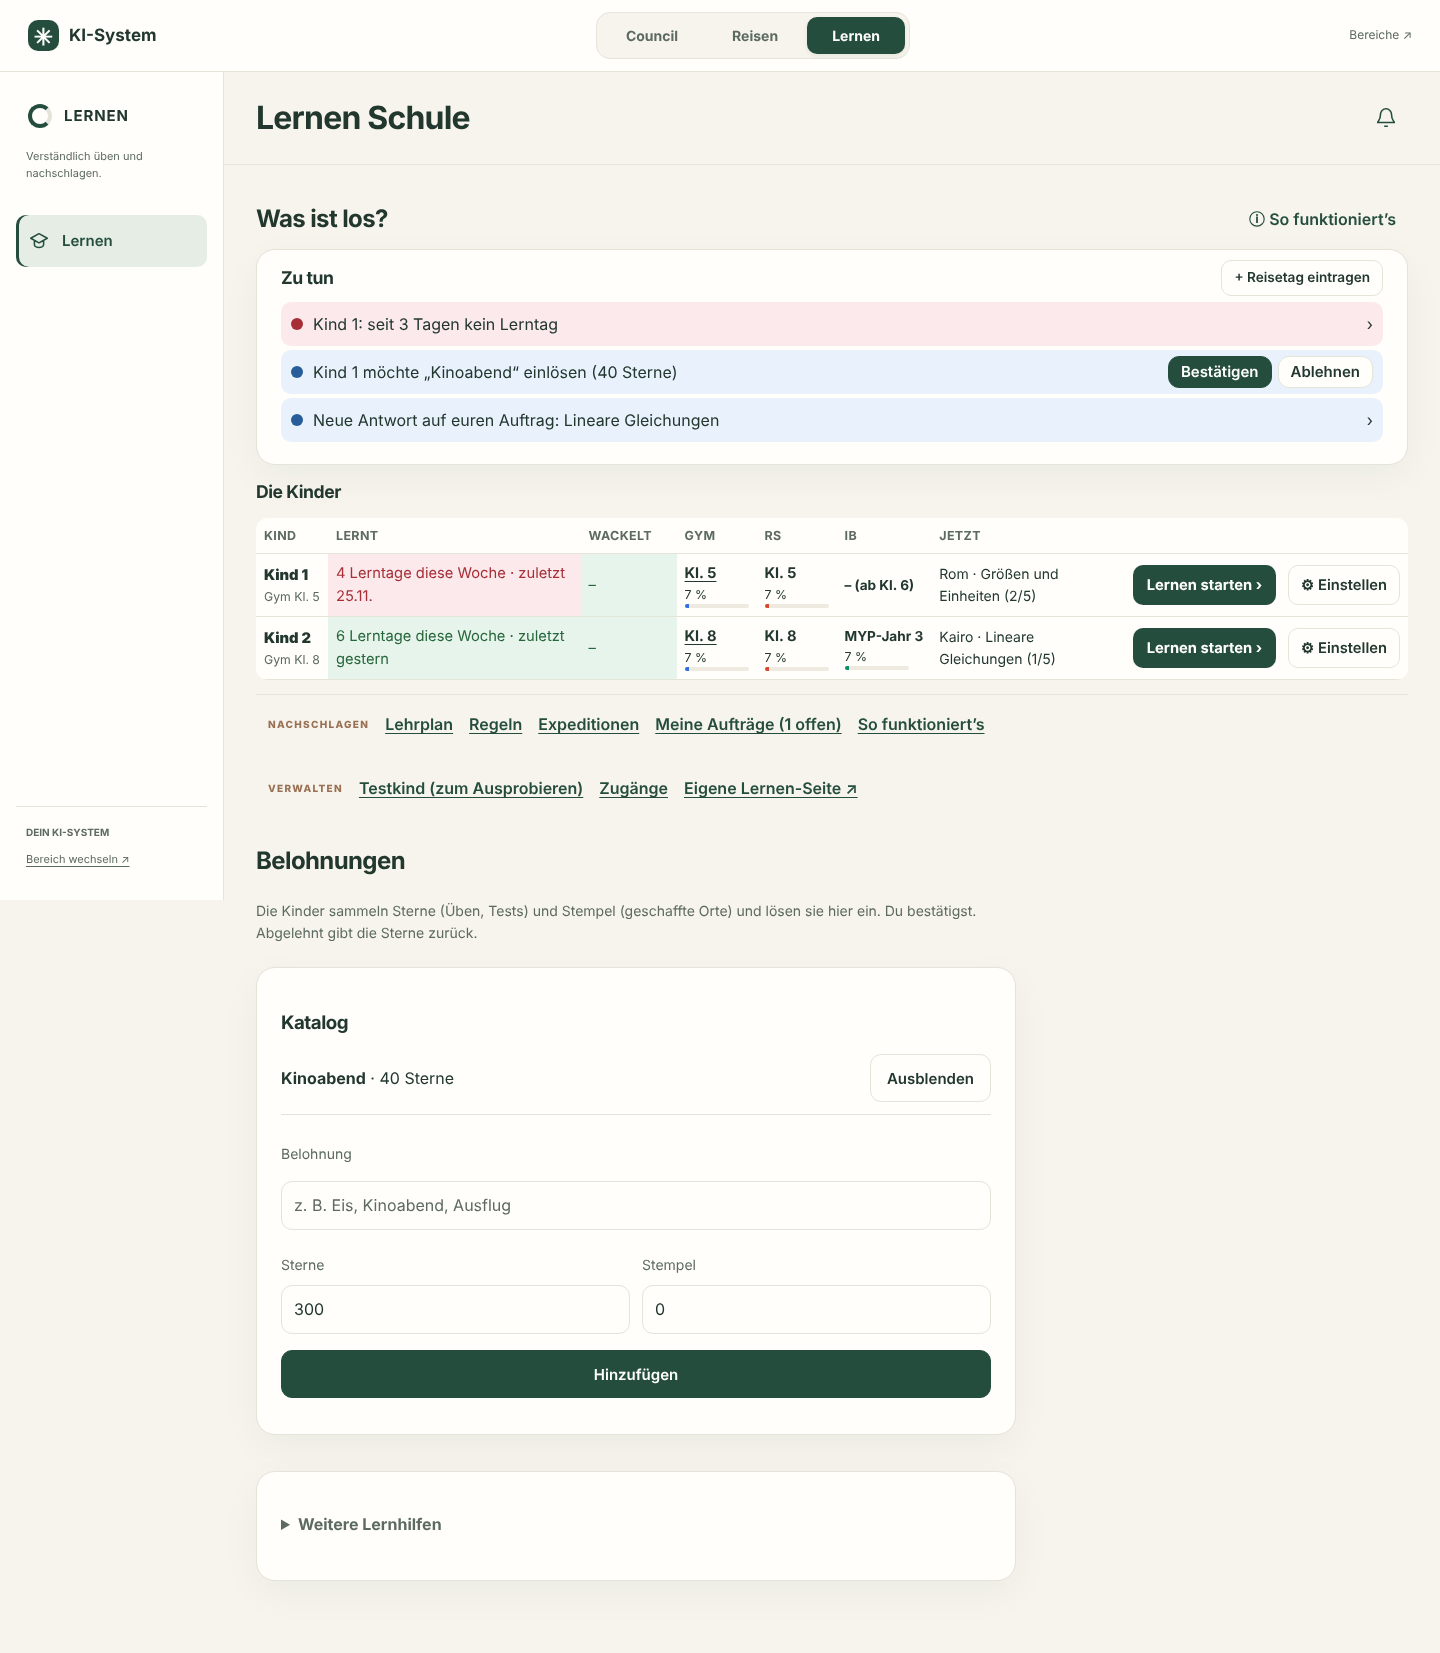 KI-System
Council
Reisen
Lernen
Bereiche ↗
LERNEN
Verständlich üben und
nachschlagen.
Lernen
DEIN KI-SYSTEM
Bereich wechseln ↗
Lernen Schule
Was ist los?
ⓘ So funktioniert’s
Zu tun
+ Reisetag eintragen
Kind 1: seit 3 Tagen kein Lerntag ›
Kind 1 möchte „Kinoabend“ einlösen (40 Sterne)
Bestätigen
Ablehnen
Neue Antwort auf euren Auftrag: Lineare Gleichungen ›
Die Kinder
KIND LERNT WACKELT GYM RS IB JETZT
Kind 1
Gym Kl. 5
4 Lerntage diese Woche · zuletzt
25.11.
–
Kl. 5
7 %
Kl. 5
7 %
– (ab Kl. 6)
Rom · Größen und
Einheiten (2/5)
Lernen starten ›
⚙ Einstellen
Kind 2
Gym Kl. 8
6 Lerntage diese Woche · zuletzt
gestern
–
Kl. 8
7 %
Kl. 8
7 %
MYP-Jahr 3
7 %
Kairo · Lineare
Gleichungen (1/5)
Lernen starten ›
⚙ Einstellen
NACHSCHLAGEN Lehrplan Regeln Expeditionen Meine Aufträge (1 offen) So funktioniert’s
VERWALTEN Testkind (zum Ausprobieren) Zugänge Eigene Lernen-Seite ↗
Belohnungen
Die Kinder sammeln Sterne (Üben, Tests) und Stempel (geschaffte Orte) und lösen sie hier ein. Du bestätigst.
Abgelehnt gibt die Sterne zurück.
Katalog
Kinoabend · 40 Sterne
Ausblenden
Belohnung
z. B. Eis, Kinoabend, Ausflug
Sterne
Stempel
300
0
Hinzufügen
▶ Weitere Lernhilfen